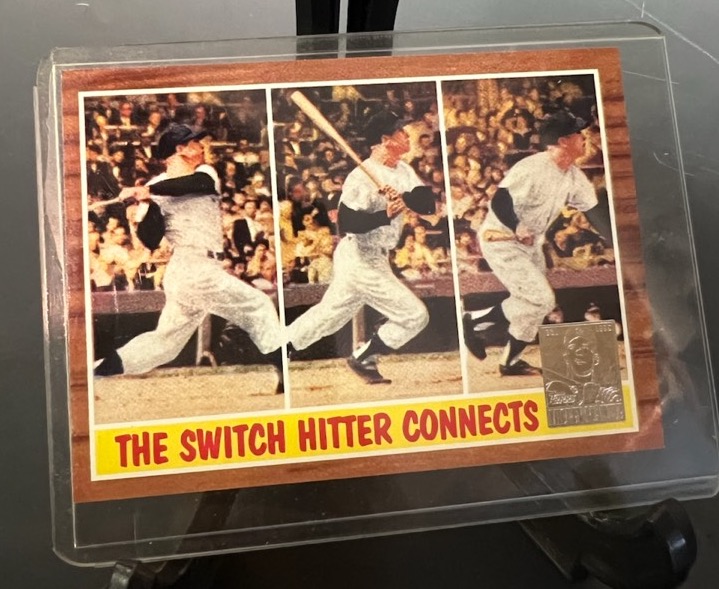 THE SWITCH HITTER CONNECTS